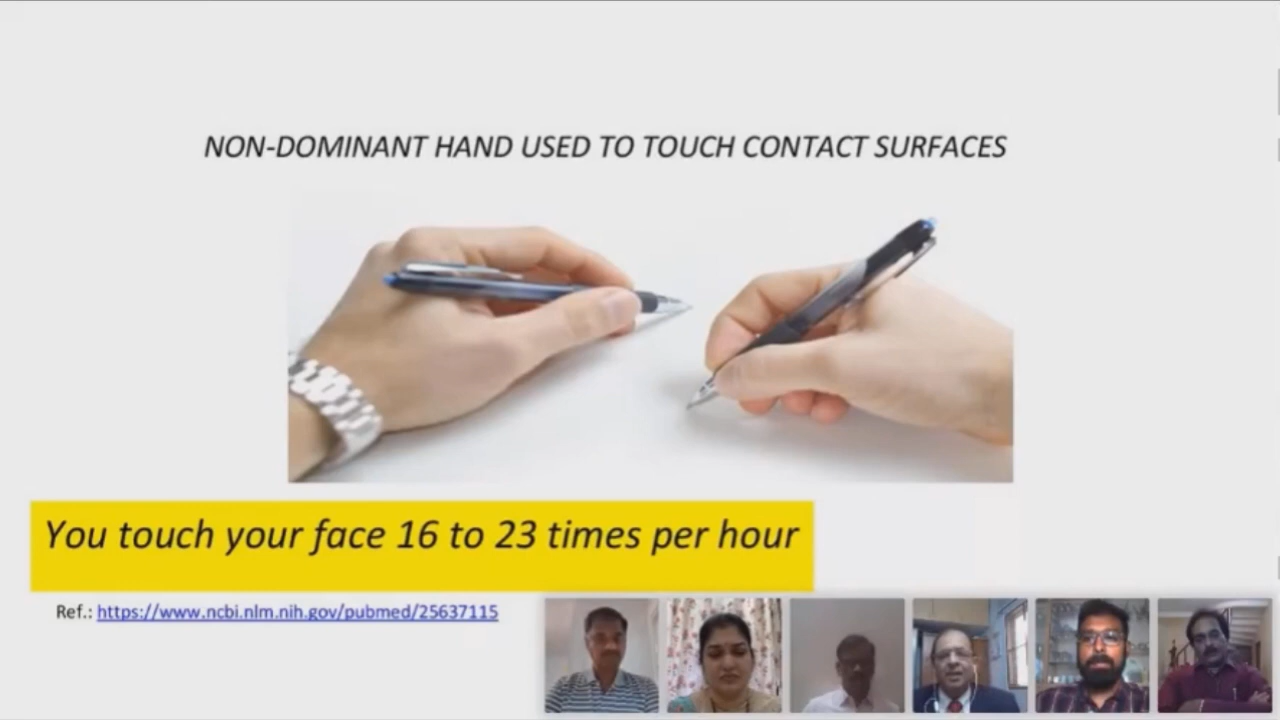 NON-DOMINANT HAND USED TO TOUCH CONTACT SURFACES
You touch your face 16 to 23 times per hour
Ref.: https://www.ncbi.nlm.nih.gov/pubmed/25637115